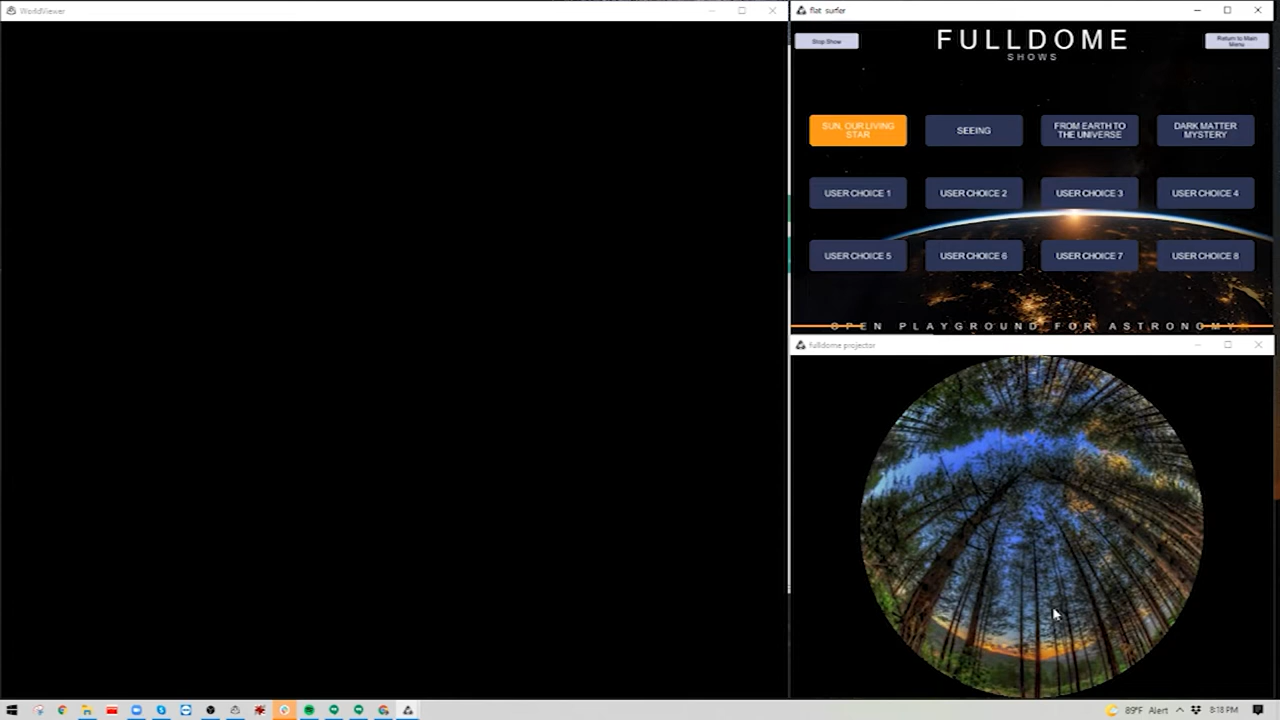 WorldViewer
flat surfer
Stop Show
FULLDOME
SHOWS
Return to Main
Menu
SUN, OUR LIVING
STAR
SEEING
FROM EARTH TO
THE UNIVERSE
DARK MATTER
MYSTERY
USER CHOICE 1
USER CHOICE 2
USER CHOICE 3
USER CHOICE 4
USER CHOICE 5
USER CHOICE 6
USER CHOICE 7
USER CHOICE 8
OPEN PLAYGROUND FOR ASTRONOMY
fulldome projector
89°F Alert
8:18 PM